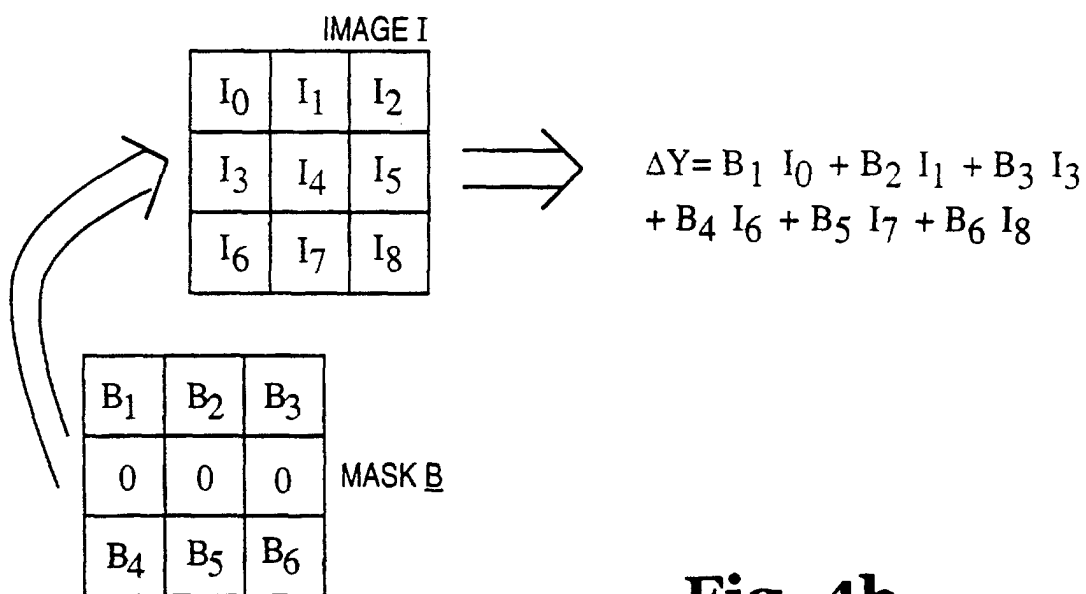 IMAGE I
I0 I1 I2
I3 I4 I5
I6 I7 I8
ΔY= B1 I0 + B2 I1 + B3 I3
+ B4 I6 + B5 I7 + B6 I8
B1 B2 B3
0 0 0
MASK B
B4 B5 B6
Fig. 4b